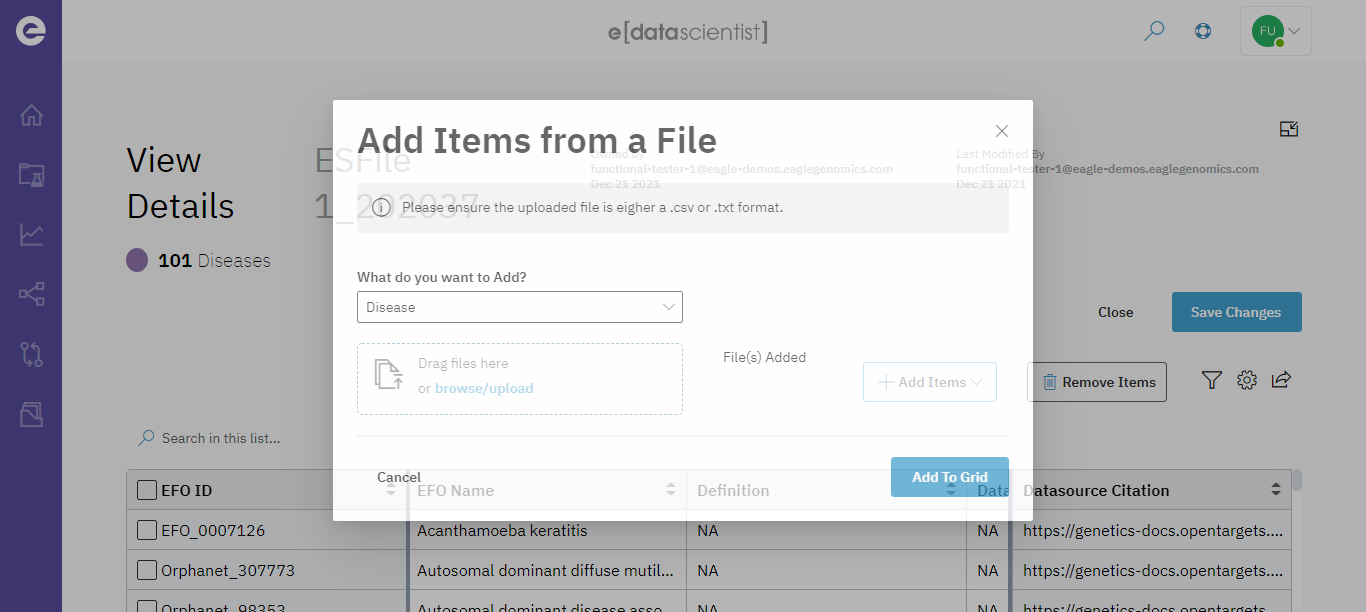 e[datascientist]
FU
View
Details
ESFile
1_202037
Owned By
functional-tester-1@eagle-demos.eaglegenomics.com
Dec 21 2021
Last Modified By
functional-tester-1@eagle-demos.eaglegenomics.com
Dec 21 2021
101 Diseases
Add Items from a File
Please ensure the uploaded file is eigher a .csv or .txt format.
What do you want to Add?
Disease
Drag files here
or browse/upload
File(s) Added
Cancel
Add To Grid
Close
Save Changes
Add Items
Remove Items
Search in this list...
EFO ID EFO Name Definition Data Datasource Citation
EFO_0007126 Acanthamoeba keratitis NA NA https://genetics-docs.opentargets....
Orphanet_307773 Autosomal dominant diffuse mutil... NA NA https://genetics-docs.opentargets....
Orphanet_98353 Autosomal dominant disease asso... NA NA https://genetics-docs.opentargets....